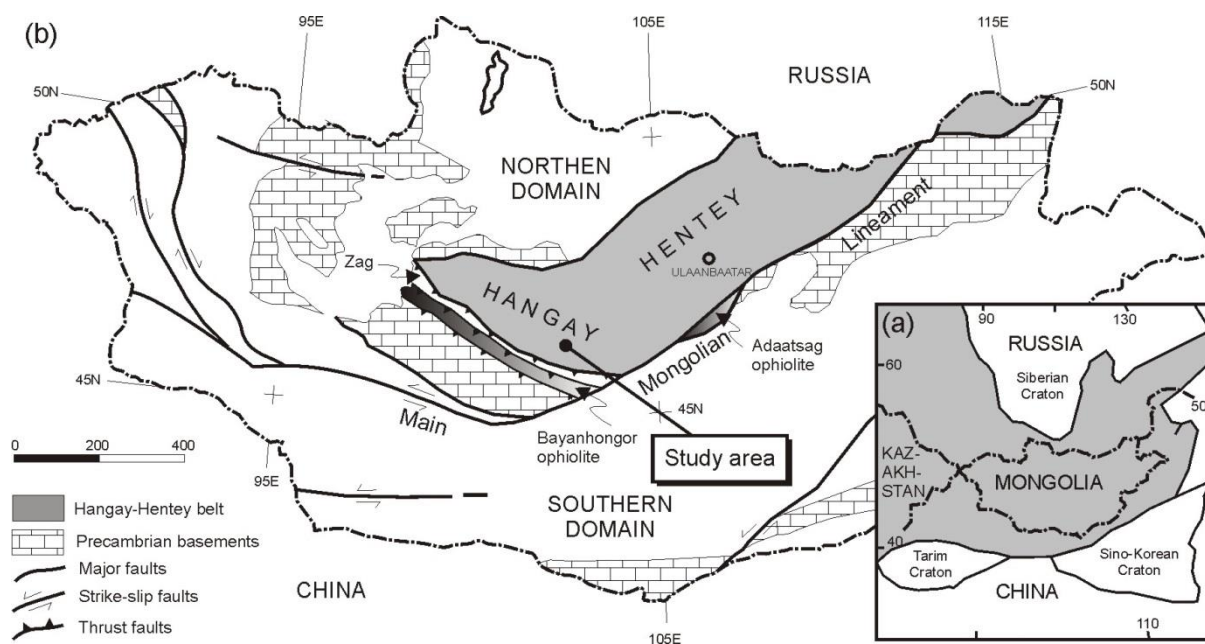 (b)
95E
105E
115E
50N
RUSSIA
50N
NORTHEN
DOMAIN
HENTEY
Lineament
ULAANBAATAR
Zag
HANGAY
Mongolian
Adaatsag
ophiolite
45N
Main
45N
Bayanhongor
ophiolite
Study area
0 200 400
95E
SOUTHERN
DOMAIN
Hangay-Hentey belt
Precambrian basements
Major faults
Strike-slip faults
Thrust faults
CHINA
105E
(a)
90
130
RUSSIA
60
Siberian
Craton
50
KAZ-
AKH-
STAN
MONGOLIA
40
Tarim
Craton
Sino-Korean
Craton
CHINA
110